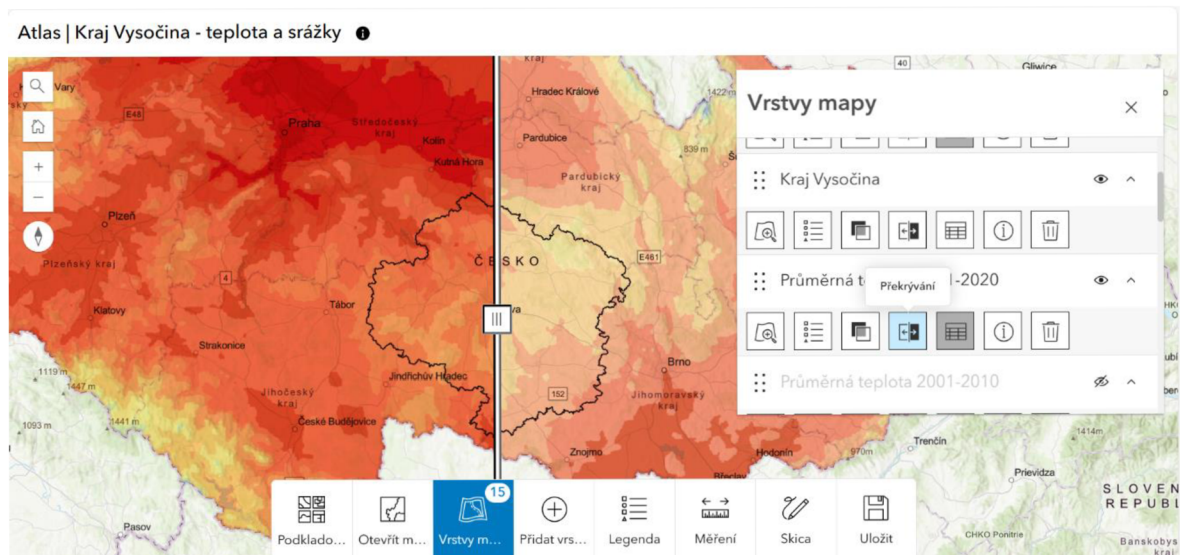 Atlas | Kraj Vysočina - teplota a srážky
Vary
E48
Praha
Středočeský
kraj
Kolín
Kutná Hora
kraj
Hradec Králové
Pardubice
Pardubický
kraj
1422 m
839 m
40
Gliwice
Plzeň
Plzeňský kraj
4
Klatovy
Tábor
Strakonice
ČESKO
E461
1119 m
1447 m
1441 m
1093 m
Jihočeský
kraj
Jindřichův Hradec
České Budějovice
152
Brno
Jihomoravský
kraj
Znojmo
Hodonín
Břeclav
970m
Trenčín
1414m
Prievidza
SLOVEN
REPUBL
CHKO Ponitrie
Banskobys
kraj
Pasov
Vrstvy mapy
Kraj Vysočina
Překrývání
Průměrná t
1-2020
Průměrná teplota 2001-2010
15
Podklado...
Otevřít m...
Vrstvy m...
Přidat vrs...
Legenda
Měření
Skica
Uložit